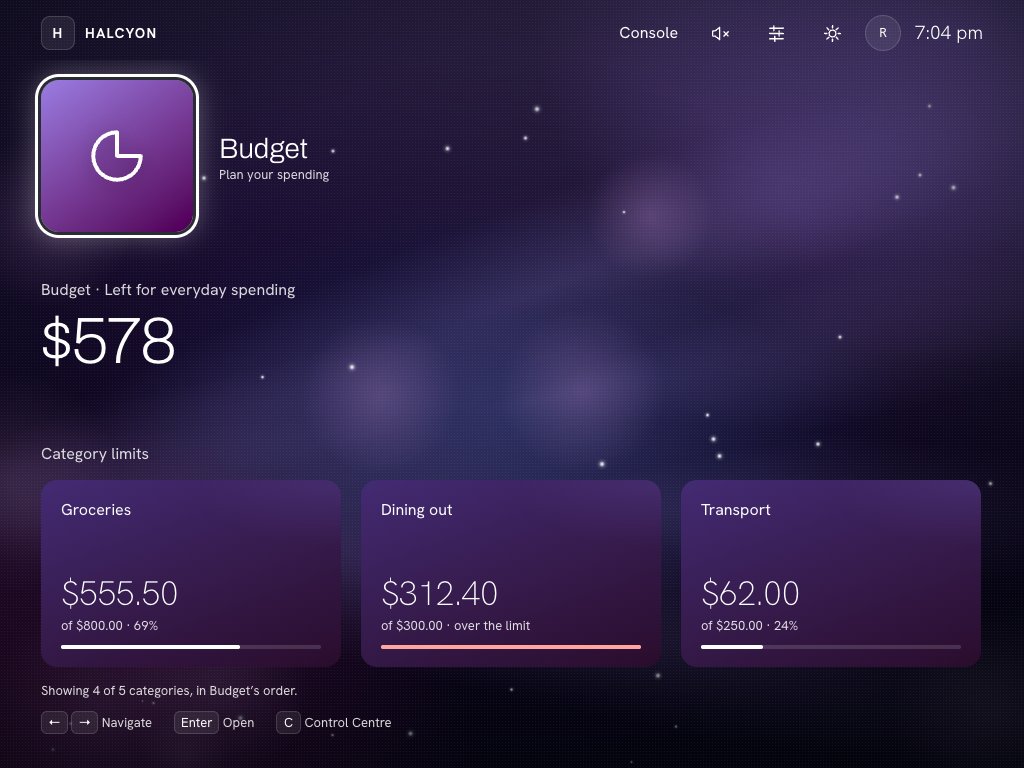 H HALCYON Console R 7:04 pm
Budget
Plan your spending
Budget · Left for everyday spending
$578
Category limits
Groceries
$555.50
of $800.00 · 69%
Dining out
$312.40
of $300.00 · over the limit
Transport
$62.00
of $250.00 · 24%
Showing 4 of 5 categories, in Budget’s order.
← → Navigate Enter Open C Control Centre